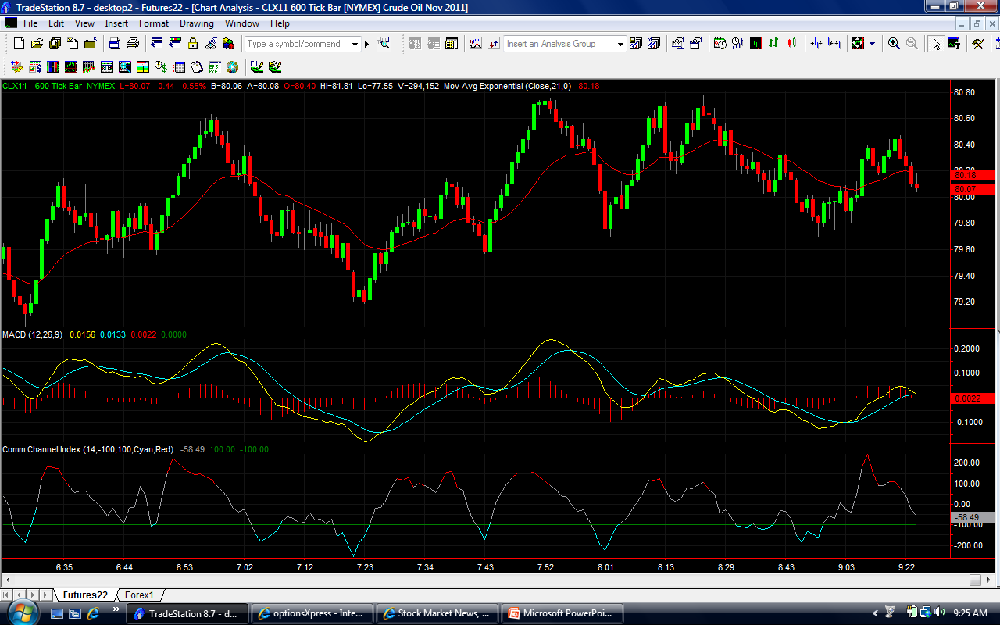 TradeStation 8.7 - desktop2 - Futures22 - [Chart Analysis - CLX11 600 Tick Bar [NYMEX] Crude Oil Nov 2011]
File Edit View Insert Format Drawing Window Help
Type a symbol/command Insert an Analysis Group
CLX11 - 600 Tick Bar NYMEX L=80.07 -0.44 -0.55% B=80.06 A=80.08 O=80.40 Hi=81.81 Lo=77.55 V=294,152 Mov Avg Exponential (Close,21,0) 80.18
80.80
80.60
80.40
80.20
80.18
80.07
80.00
79.80
79.60
79.40
79.20
MACD (12,26,9) 0.0156 0.0133 0.0022 0.0000
0.2000
0.1000
0.0022
-0.1000
Comm Channel Index (14,-100,100,Cyan,Red) -58.49 100.00 -100.00
200.00
100.00
0.00
-58.49
-100.00
-200.00
6:35 6:44 6:53 7:02 7:12 7:23 7:34 7:43 7:52 8:01 8:13 8:29 8:43 9:03 9:22
Futures22 Forex1
TradeStation 8.7 - d... optionsXpress - Inte... Stock Market News, ... Microsoft PowerPoi... 9:25 AM